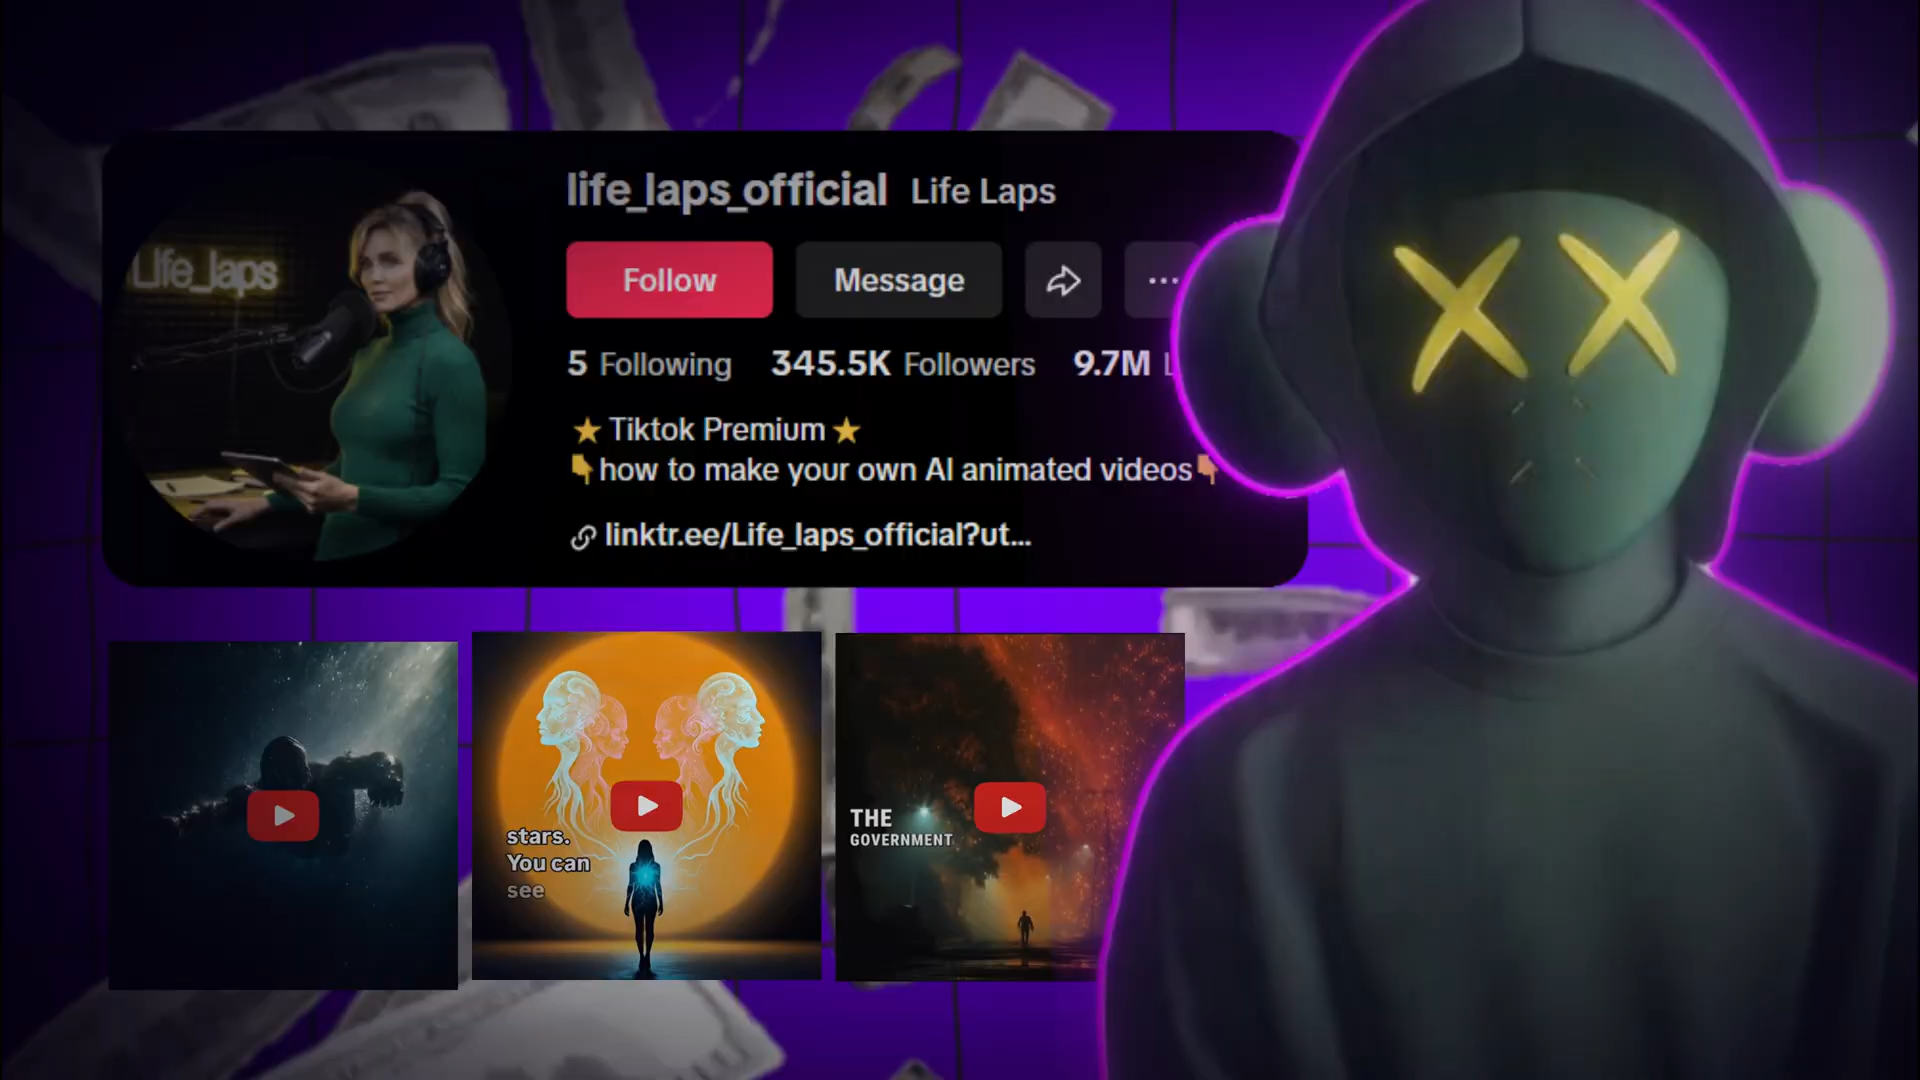 Life_laps
life_laps_official Life Laps
Follow Message
5 Following 345.5K Followers 9.7M L
⭐ Tiktok Premium ⭐
👇how to make your own AI animated videos👇
linktr.ee/Life_laps_official?ut...
stars.
You can
see
THE
GOVERNMENT